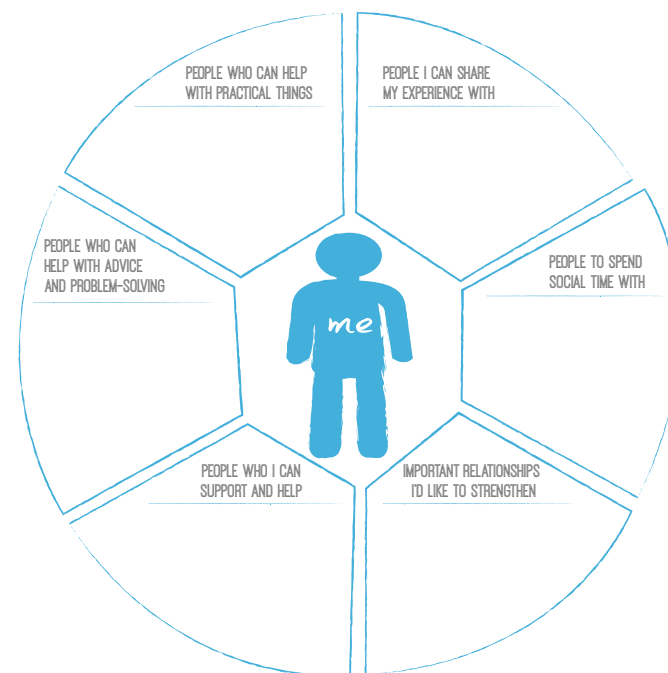 PEOPLE WHO CAN HELP
WITH PRACTICAL THINGS
PEOPLE I CAN SHARE
MY EXPERIENCE WITH
PEOPLE WHO CAN
HELP WITH ADVICE
AND PROBLEM-SOLVING
PEOPLE TO SPEND
SOCIAL TIME WITH
me
PEOPLE WHO I CAN
SUPPORT AND HELP
IMPORTANT RELATIONSHIPS
I'D LIKE TO STRENGTHEN